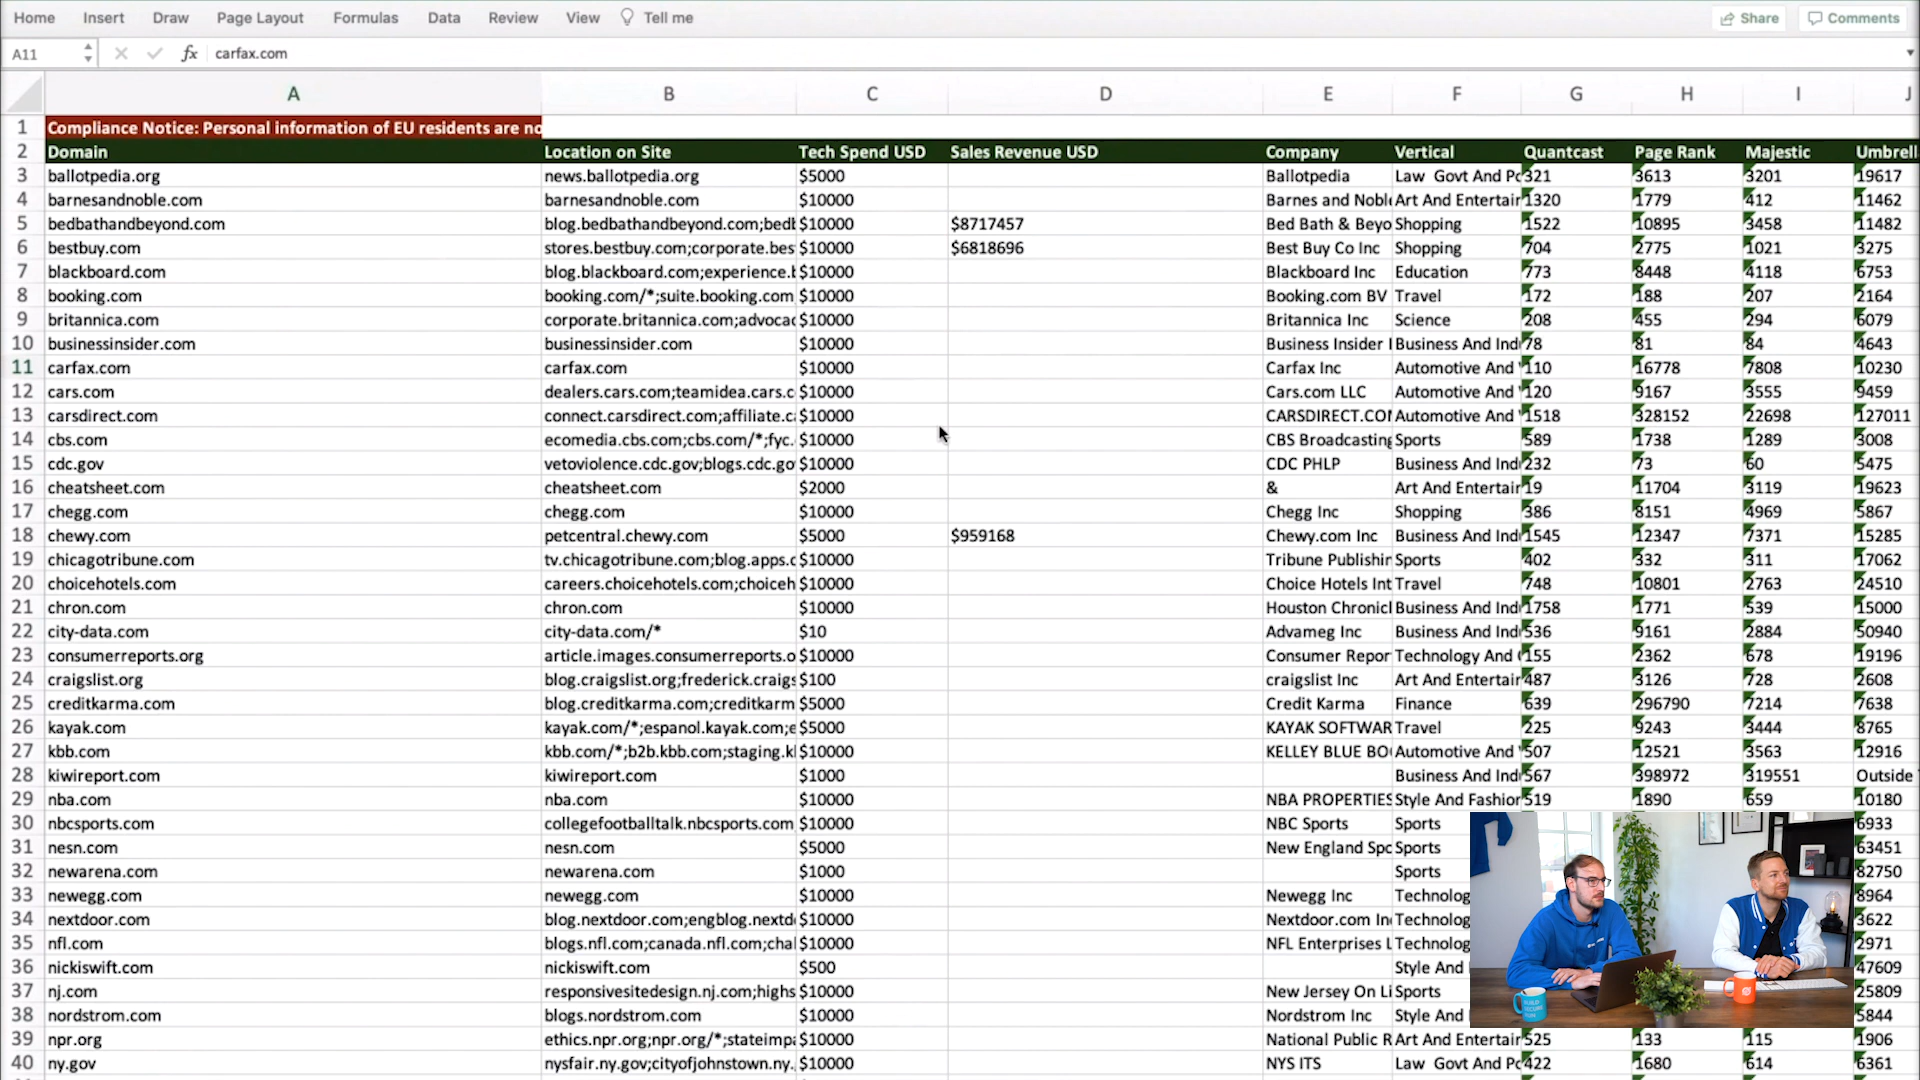 Home Insert Draw Page Layout Formulas Data Review View Tell me Share Comments
A11 fx carfax.com
A B C D E F G H I J
1 Compliance Notice: Personal information of EU residents are no
2 Domain Location on Site Tech Spend USD Sales Revenue USD Company Vertical Quantcast Page Rank Majestic Umbrell
3 ballotpedia.org news.ballotpedia.org $5000 Ballotpedia Law Govt And Po 321 3613 3201 19617
4 barnesandnoble.com barnesandnoble.com $10000 Barnes and Nobl Art And Entertain 1320 1779 412 11462
5 bedbathandbeyond.com blog.bedbathandbeyond.com;bedb $10000 $8717457 Bed Bath & Beyo Shopping 1522 10895 3458 11482
6 bestbuy.com stores.bestbuy.com;corporate.bes $10000 $6818696 Best Buy Co Inc Shopping 704 2775 1021 3275
7 blackboard.com blog.blackboard.com;experience.b $10000 Blackboard Inc Education 773 8448 4118 6753
8 booking.com booking.com/*;suite.booking.com $10000 Booking.com BV Travel 172 188 207 2164
9 britannica.com corporate.britannica.com;advocac $10000 Britannica Inc Science 208 455 294 6079
10 businessinsider.com businessinsider.com $10000 Business Insider I Business And Ind 78 81 84 4643
11 carfax.com carfax.com $10000 Carfax Inc Automotive And 110 16778 7808 10230
12 cars.com dealers.cars.com;teamidea.cars.c $10000 Cars.com LLC Automotive And 120 9167 3555 9459
13 carsdirect.com connect.carsdirect.com;affiliate.c $10000 CARSDIRECT.CO Automotive And 1518 328152 22698 127011
14 cbs.com ecomedia.cbs.com;cbs.com/*;fyc. $10000 CBS Broadcasting Sports 589 1738 1289 3008
15 cdc.gov vetoviolence.cdc.gov;blogs.cdc.go $10000 CDC PHLP Business And Ind 232 73 60 5475
16 cheatsheet.com cheatsheet.com $2000 & Art And Entertain 19 11704 3119 19623
17 chegg.com chegg.com $10000 Chegg Inc Shopping 386 8151 4969 5867
18 chewy.com petcentral.chewy.com $5000 $959168 Chewy.com Inc Business And Ind 1545 12347 7371 15285
19 chicagotribune.com tv.chicagotribune.com;blog.apps.c $10000 Tribune Publishin Sports 402 332 311 17062
20 choicehotels.com careers.choicehotels.com;choiceh $10000 Choice Hotels Int Travel 748 10801 2763 24510
21 chron.com chron.com $10000 Houston Chronicl Business And Ind 1758 1771 539 15000
22 city-data.com city-data.com/* $10 Advameg Inc Business And Ind 536 9161 2884 50940
23 consumerreports.org article.images.consumerreports.o $10000 Consumer Repor Technology And 155 2362 678 19196
24 craigslist.org blog.craigslist.org;frederick.craigs $100 craigslist Inc Art And Entertain 487 3126 728 2608
25 creditkarma.com blog.creditkarma.com;creditkarm $5000 Credit Karma Finance 639 296790 7214 7638
26 kayak.com kayak.com/*;espanol.kayak.com;e $5000 KAYAK SOFTWAR Travel 225 9243 3444 8765
27 kbb.com kbb.com/*;b2b.kbb.com;staging.k $10000 KELLEY BLUE BO Automotive And 507 12521 3563 12916
28 kiwireport.com kiwireport.com $1000 Business And Ind 567 398972 319551 Outside
29 nba.com nba.com $10000 NBA PROPERTIES Style And Fashion 519 1890 659 10180
30 nbcsports.com collegefootballtalk.nbcsports.com $10000 NBC Sports Sports 6933
31 nesn.com nesn.com $5000 New England Spo Sports 63451
32 newarena.com newarena.com $1000 Sports 82750
33 newegg.com newegg.com $10000 Newegg Inc Technolog 8964
34 nextdoor.com blog.nextdoor.com;engblog.nextd $10000 Nextdoor.com In Technolog 3622
35 nfl.com blogs.nfl.com;canada.nfl.com;chal $10000 NFL Enterprises L Technolog 2971
36 nickiswift.com nickiswift.com $500 Style And 47609
37 nj.com responsivesitedesign.nj.com;highs $10000 New Jersey On Li Sports 25809
38 nordstrom.com blogs.nordstrom.com $10000 Nordstrom Inc Style And 5844
39 npr.org ethics.npr.org;npr.org/*;stateimpa $10000 National Public R Art And Entertain 525 133 115 1906
40 ny.gov nysfair.ny.gov;cityofjohnstown.ny. $10000 NYS ITS Law Govt And Po 422 1680 614 6361